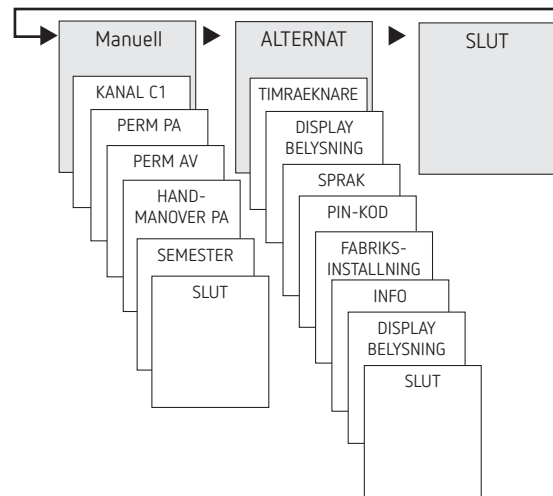 Manuell
KANAL C1
PERM PA
PERM AV
HAND-
MANOVER PA
SEMESTER
SLUT
ALTERNAT
TIMRAEKNARE
DISPLAY
BELYSNING
SPRAK
PIN-KOD
FABRIKS-
INSTALLNING
INFO
DISPLAY
BELYSNING
SLUT
SLUT